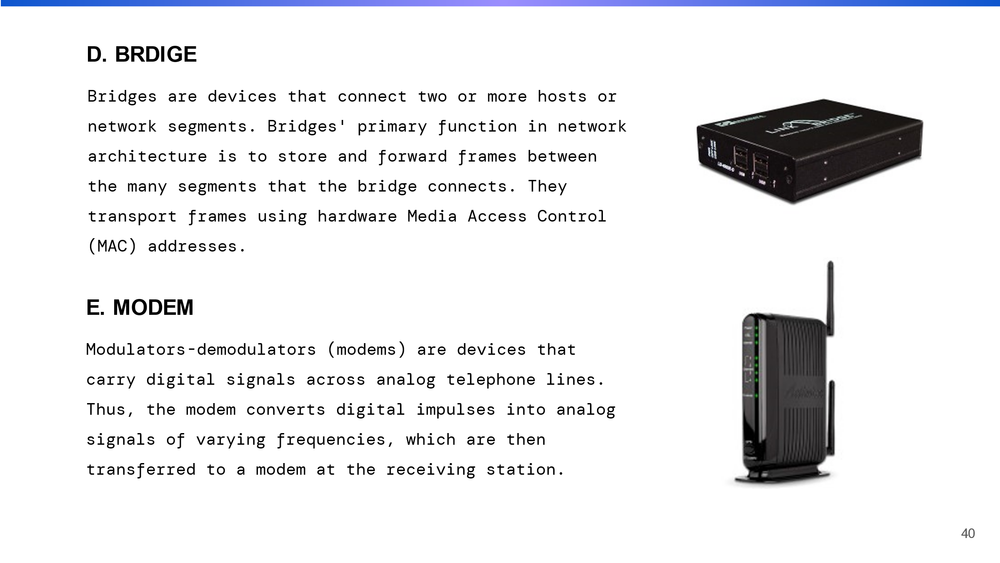 D. BRDIGE
Bridges are devices that connect two or more hosts or
network segments. Bridges' primary function in network
architecture is to store and forward frames between
the many segments that the bridge connects. They
transport frames using hardware Media Access Control
(MAC) addresses.
LINK BRIDGE
E. MODEM
Modulators-demodulators (modems) are devices that
carry digital signals across analog telephone lines.
Thus, the modem converts digital impulses into analog
signals of varying frequencies, which are then
transferred to a modem at the receiving station.
Actiontec
40